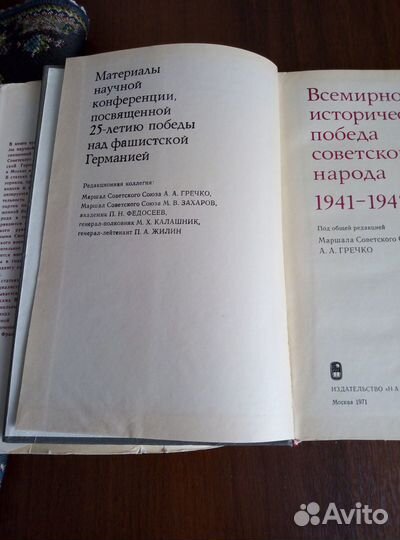 Материалы
научной
конференции,
посвященной
25-летию победы
над фашистской
Германией
Редакционная коллегия:
Маршал Советского Союза А. А. ГРЕЧКО,
Маршал Советского Союза М. В. ЗАХАРОВ,
академик П. Н. ФЕДОСЕЕВ,
генерал-полковник М. Х. КАЛАШНИК,
генерал-лейтенант П. А. ЖИЛИН
Всемирно
историчес
победа
советско
народа
1941–194
Под общей редакцией
Маршала Советского С
А. А. ГРЕЧКО
ИЗДАТЕЛЬСТВО «НА
Москва 1971
Avito